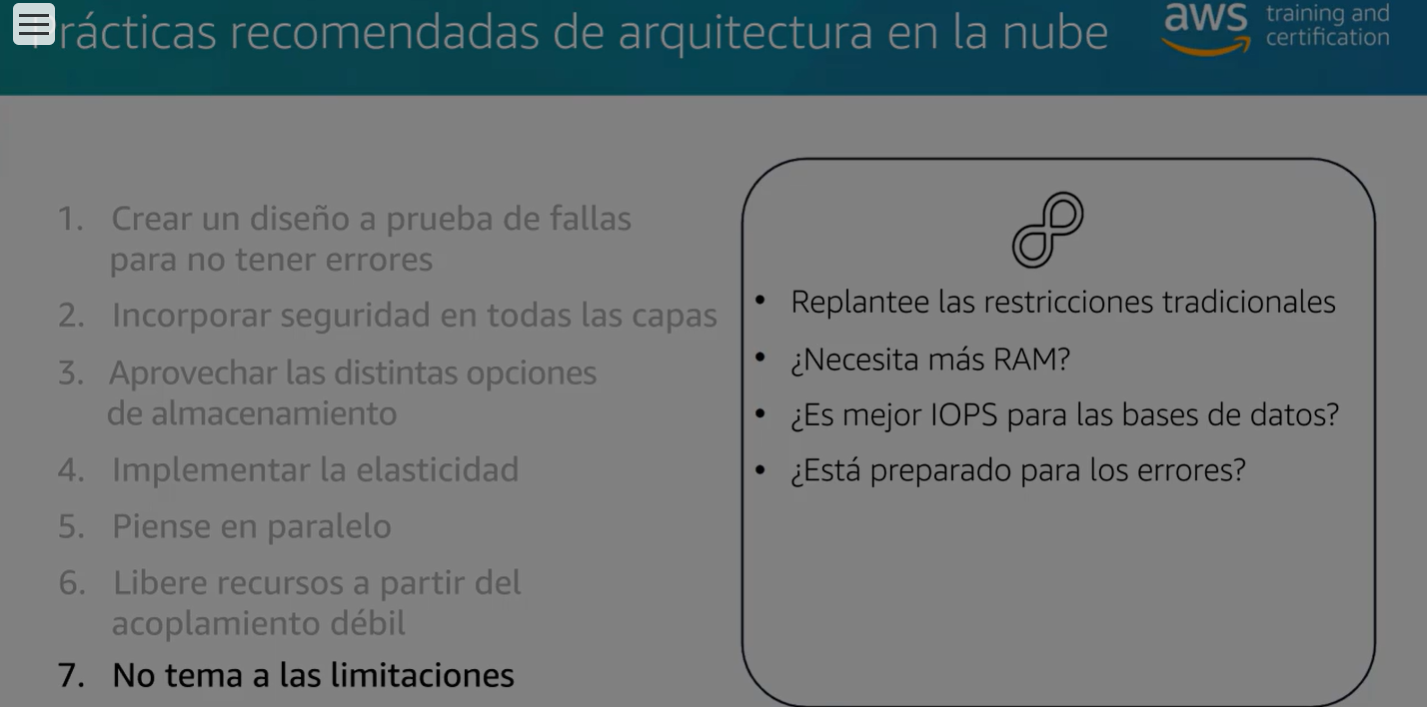 Prácticas recomendadas de arquitectura en la nube
aws training and
certification
1. Crear un diseño a prueba de fallas
para no tener errores
2. Incorporar seguridad en todas las capas
3. Aprovechar las distintas opciones
de almacenamiento
4. Implementar la elasticidad
5. Piense en paralelo
6. Libere recursos a partir del
acoplamiento débil
7. No tema a las limitaciones
• Replantee las restricciones tradicionales
• ¿Necesita más RAM?
• ¿Es mejor IOPS para las bases de datos?
• ¿Está preparado para los errores?